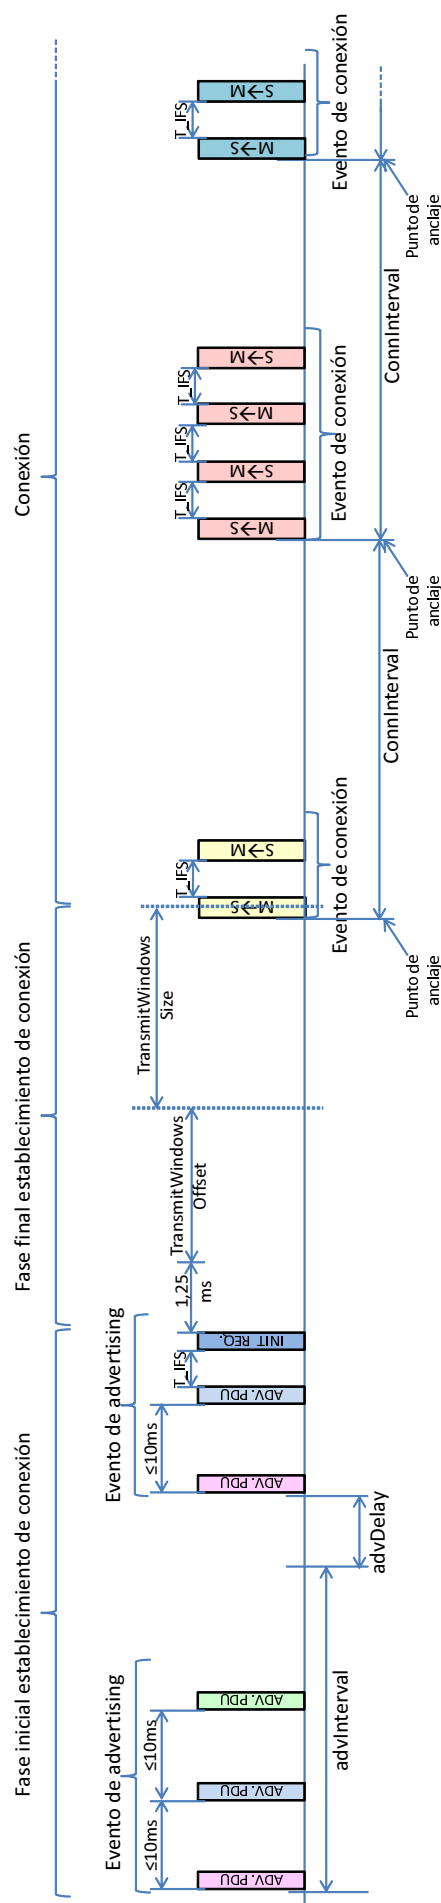 Fase inicial establecimiento de conexión
Fase final establecimiento de conexión
Conexión
Evento de advertising
≤10ms
≤10ms
ADV. PDU
ADV. PDU
ADV. PDU
advInterval
advDelay
Evento de advertising
≤10ms
T_IFS
ADV. PDU
ADV. PDU
INIT REQ.
1,25
ms
TransmitWindows
Offset
TransmitWindows
Size
T_IFS
M→S
S→M
Evento de conexión
Punto de
anclaje
ConnInterval
T_IFS
T_IFS
T_IFS
M→S
S→M
M→S
S→M
Evento de conexión
Punto de
anclaje
ConnInterval
T_IFS
M→S
S→M
Evento de conexión
Punto de
anclaje